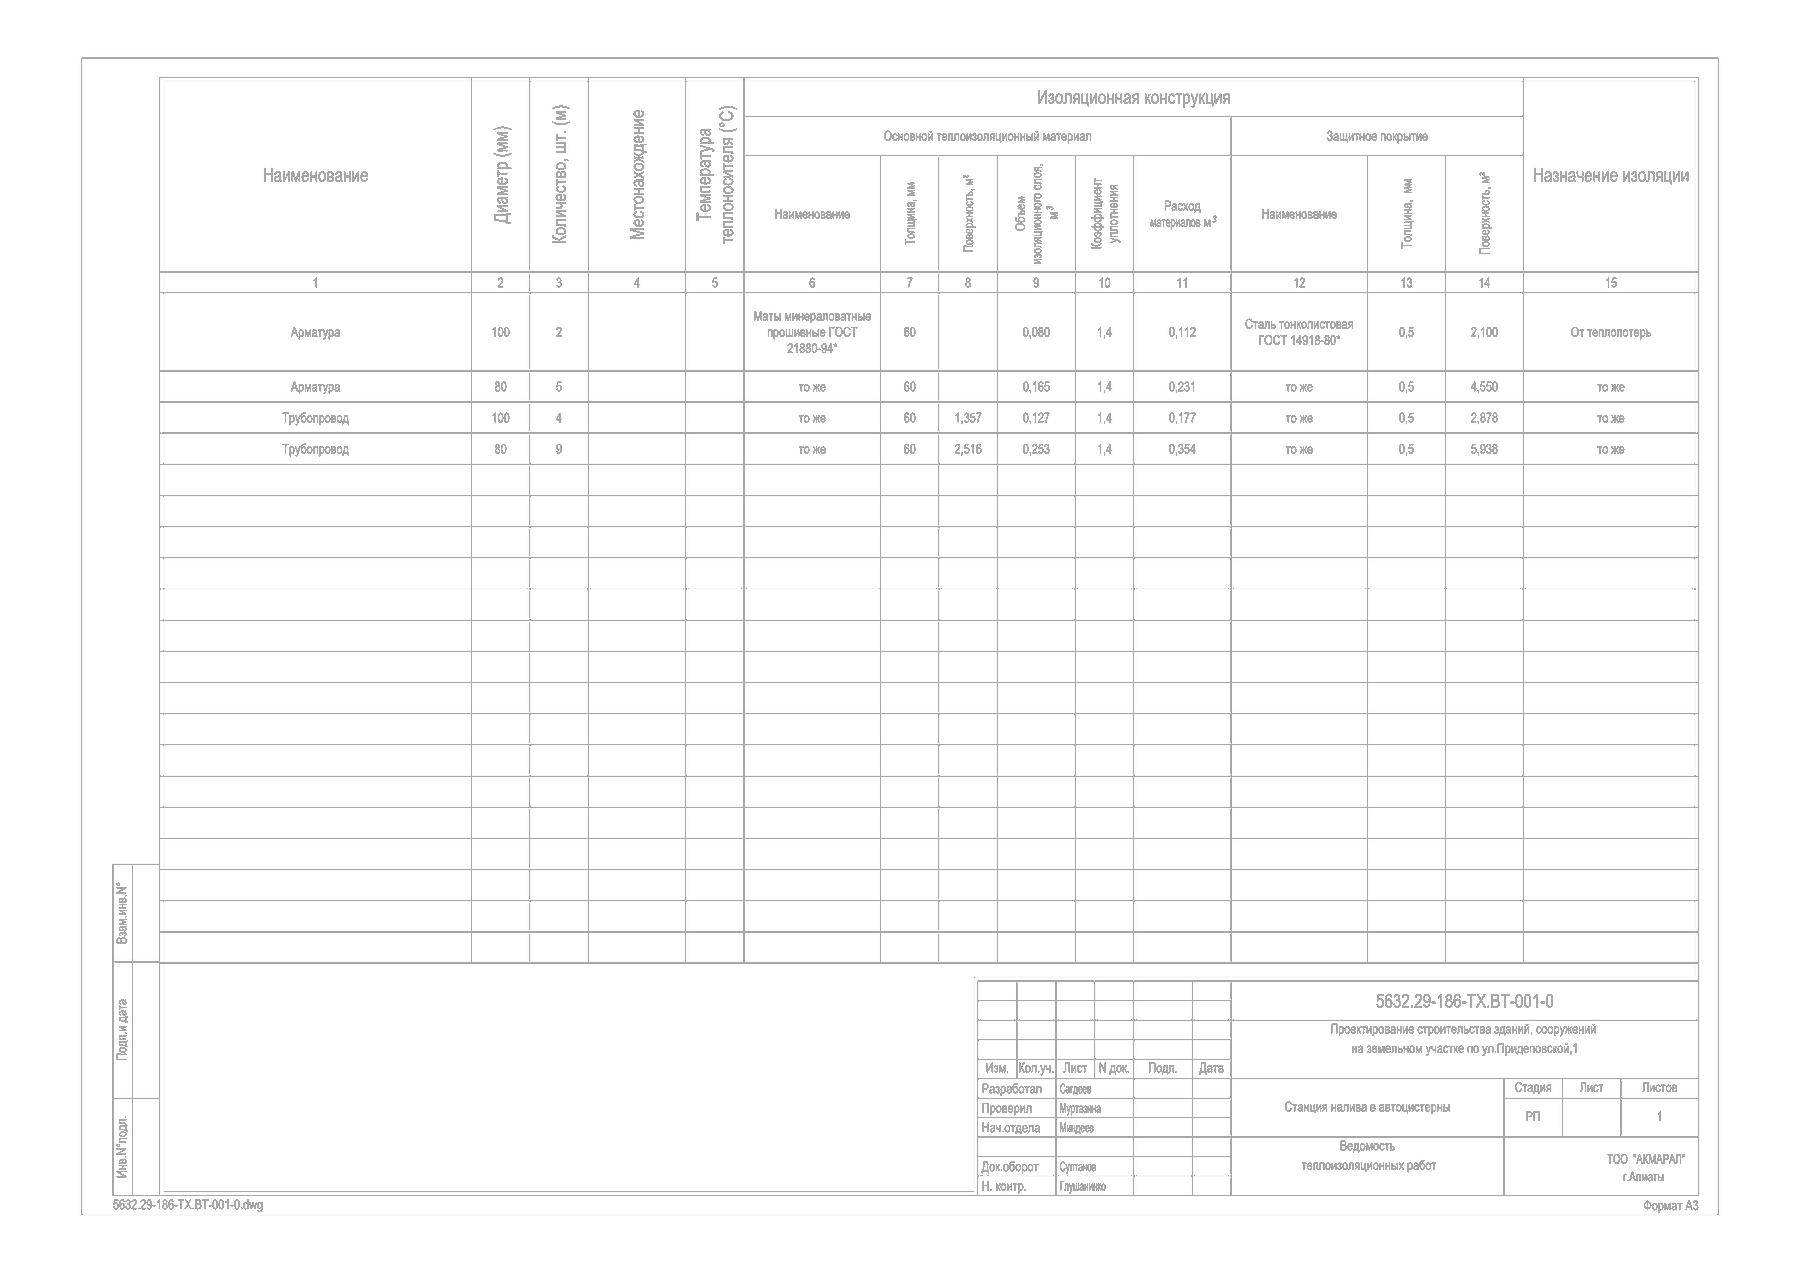 Наименование
Диаметр (мм)
Количество, шт. (м)
Местонахождение
Температура
теплоносителя (°С)
Изоляционная конструкция
Основной теплоизоляционный материал
Защитное покрытие
Наименование
Толщина, мм
Поверхность, м²
Объем
изоляционного слоя,
м³
Коэффициент
уплотнения
Расход
материалов м³
Наименование
Толщина, мм
Поверхность, м²
Назначение изоляции
1 2 3 4 5 6 7 8 9 10 11 12 13 14 15
Арматура 100 2
Маты минераловатные
прошивные ГОСТ
21880-94*
60 0,080 1,4 0,112
Сталь тонколистовая
ГОСТ 14918-80*
0,5 2,100 От теплопотерь
Арматура 80 5 то же 60 0,165 1,4 0,231 то же 0,5 4,550 то же
Трубопровод 100 4 то же 60 1,357 0,127 1,4 0,177 то же 0,5 2,878 то же
Трубопровод 80 9 то же 60 2,516 0,253 1,4 0,354 то же 0,5 5,938 то же
Взам.инв.N°
Подп.и дата
Инв.N°подл.
5632.29-186-ТХ.ВТ-001-0
Проектирование строительства зданий, сооружений
на земельном участке по ул.Придеповской,1
Изм. Кол.уч. Лист N док. Подп. Дата
Разработал Сагдеев
Проверил Муртазина
Нач.отдела Миндеев
Док.оборот Султанов
Н. контр. Глушаничко
Станция налива в автоцистерны
Стадия Лист Листов
РП 1
Ведомость
теплоизоляционных работ
ТОО "АКМАРАЛ"
г.Алматы
5632.29-186-ТХ.ВТ-001-0.dwg
Формат А3